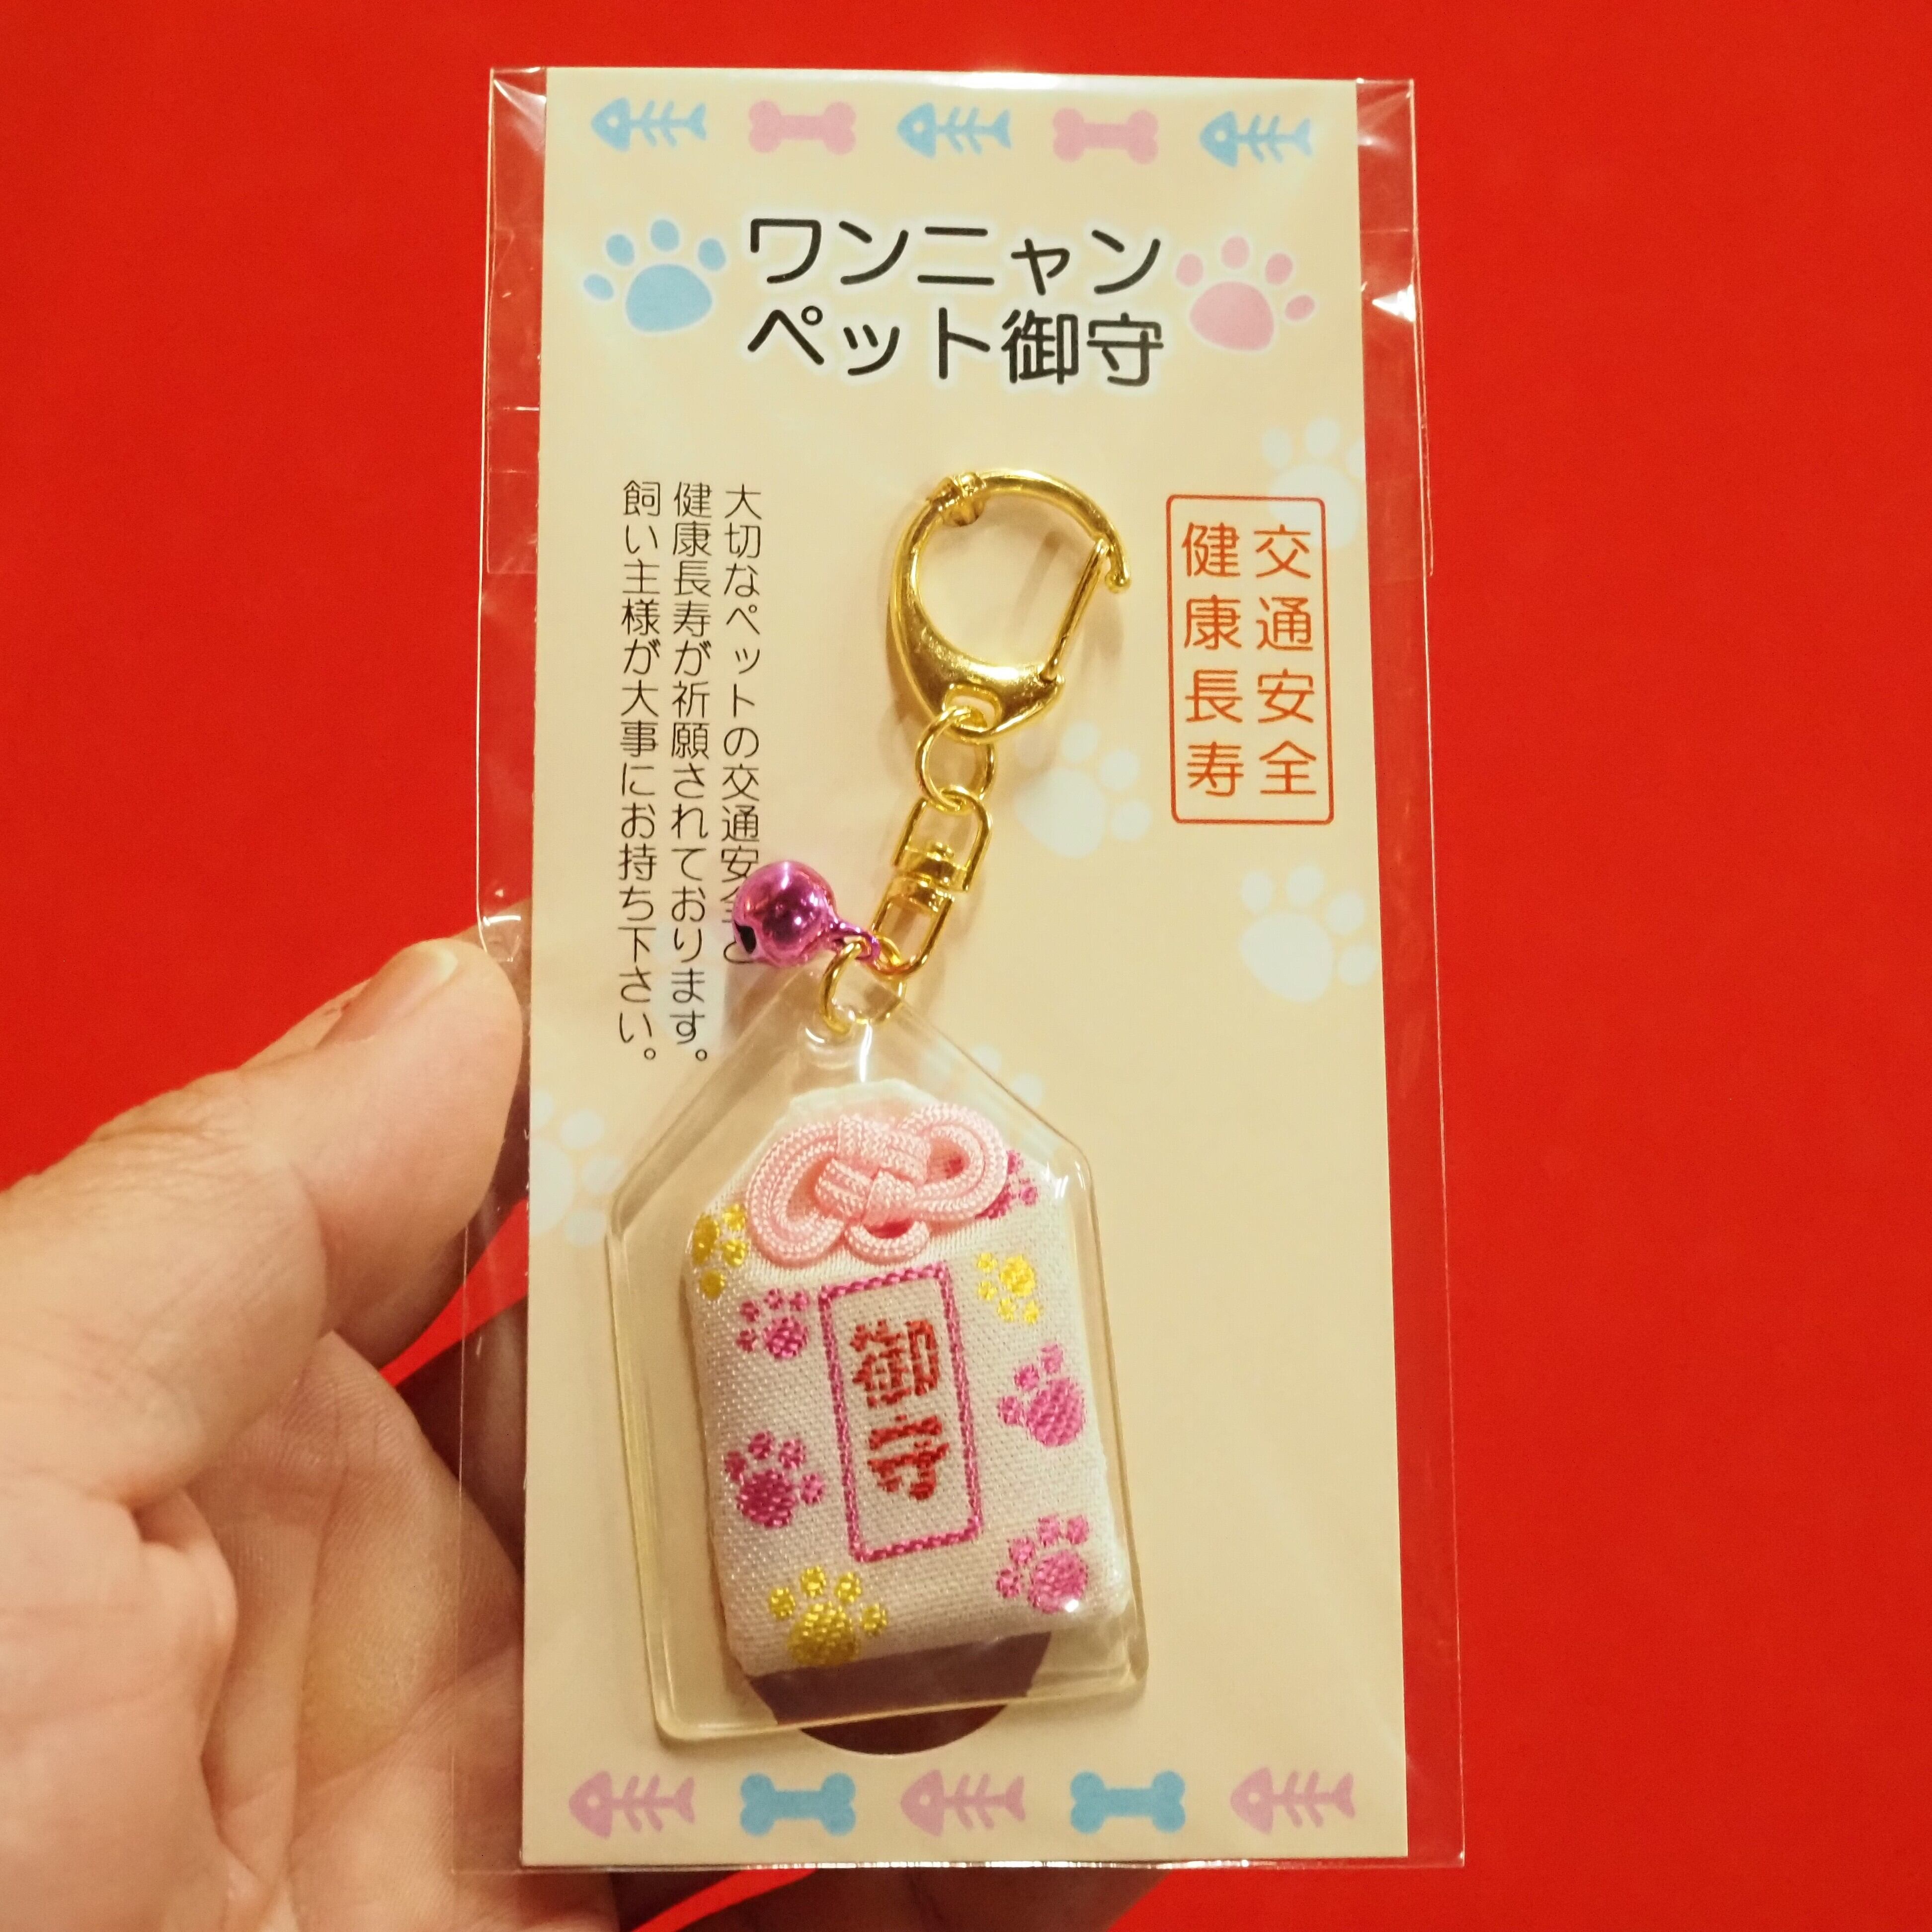 ワンニャン
ペット御守
交通安全
健康長寿
大切なペットの交通安全と
健康長寿が祈願されております。
飼い主様が大事にお持ち下さい。
御守